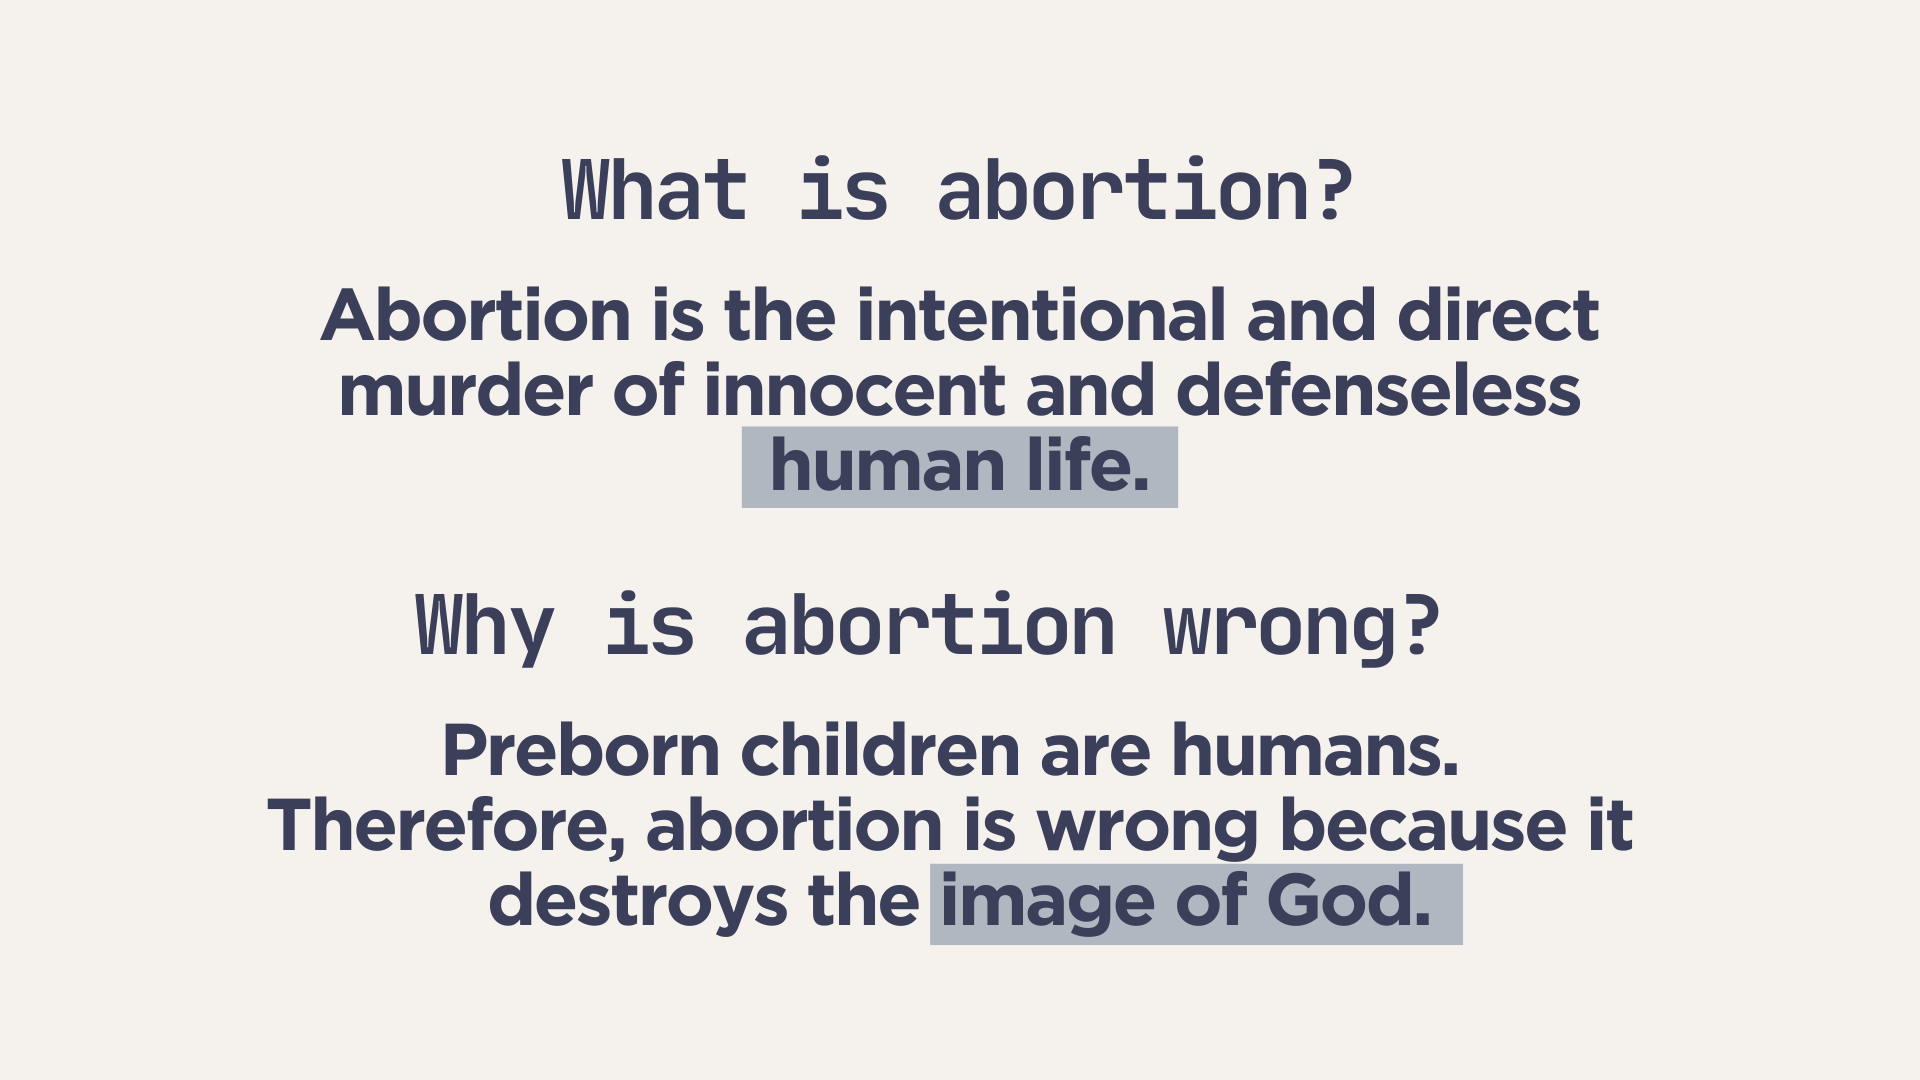 What is abortion?
Abortion is the intentional and direct
murder of innocent and defenseless
human life.
Why is abortion wrong?
Preborn children are humans.
Therefore, abortion is wrong because it
destroys the image of God.